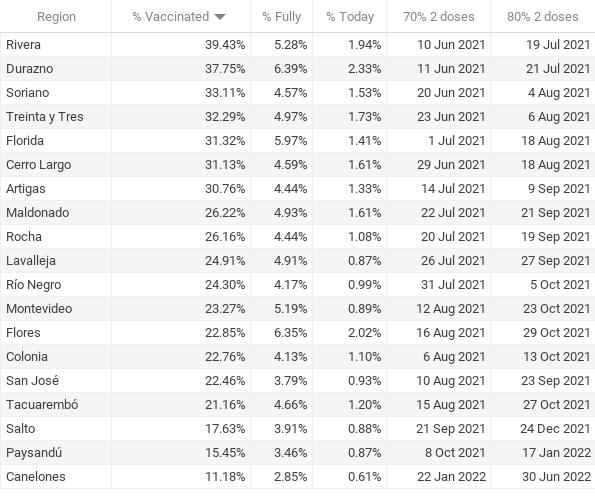 Region % Vaccinated % Fully % Today 70% 2 doses 80% 2 doses
Rivera 39.43% 5.28% 1.94% 10 Jun 2021 19 Jul 2021
Durazno 37.75% 6.39% 2.33% 11 Jun 2021 21 Jul 2021
Soriano 33.11% 4.57% 1.53% 20 Jun 2021 4 Aug 2021
Treinta y Tres 32.29% 4.97% 1.73% 23 Jun 2021 6 Aug 2021
Florida 31.32% 5.97% 1.41% 1 Jul 2021 18 Aug 2021
Cerro Largo 31.13% 4.59% 1.61% 29 Jun 2021 18 Aug 2021
Artigas 30.76% 4.44% 1.33% 14 Jul 2021 9 Sep 2021
Maldonado 26.22% 4.93% 1.61% 22 Jul 2021 21 Sep 2021
Rocha 26.16% 4.44% 1.08% 20 Jul 2021 19 Sep 2021
Lavalleja 24.91% 4.91% 0.87% 26 Jul 2021 27 Sep 2021
Río Negro 24.30% 4.17% 0.99% 31 Jul 2021 5 Oct 2021
Montevideo 23.27% 5.19% 0.89% 12 Aug 2021 23 Oct 2021
Flores 22.85% 6.35% 2.02% 16 Aug 2021 29 Oct 2021
Colonia 22.76% 4.13% 1.10% 6 Aug 2021 13 Oct 2021
San José 22.46% 3.79% 0.93% 10 Aug 2021 23 Sep 2021
Tacuarembó 21.16% 4.66% 1.20% 15 Aug 2021 27 Oct 2021
Salto 17.63% 3.91% 0.88% 21 Sep 2021 24 Dec 2021
Paysandú 15.45% 3.46% 0.87% 8 Oct 2021 17 Jan 2022
Canelones 11.18% 2.85% 0.61% 22 Jan 2022 30 Jun 2022